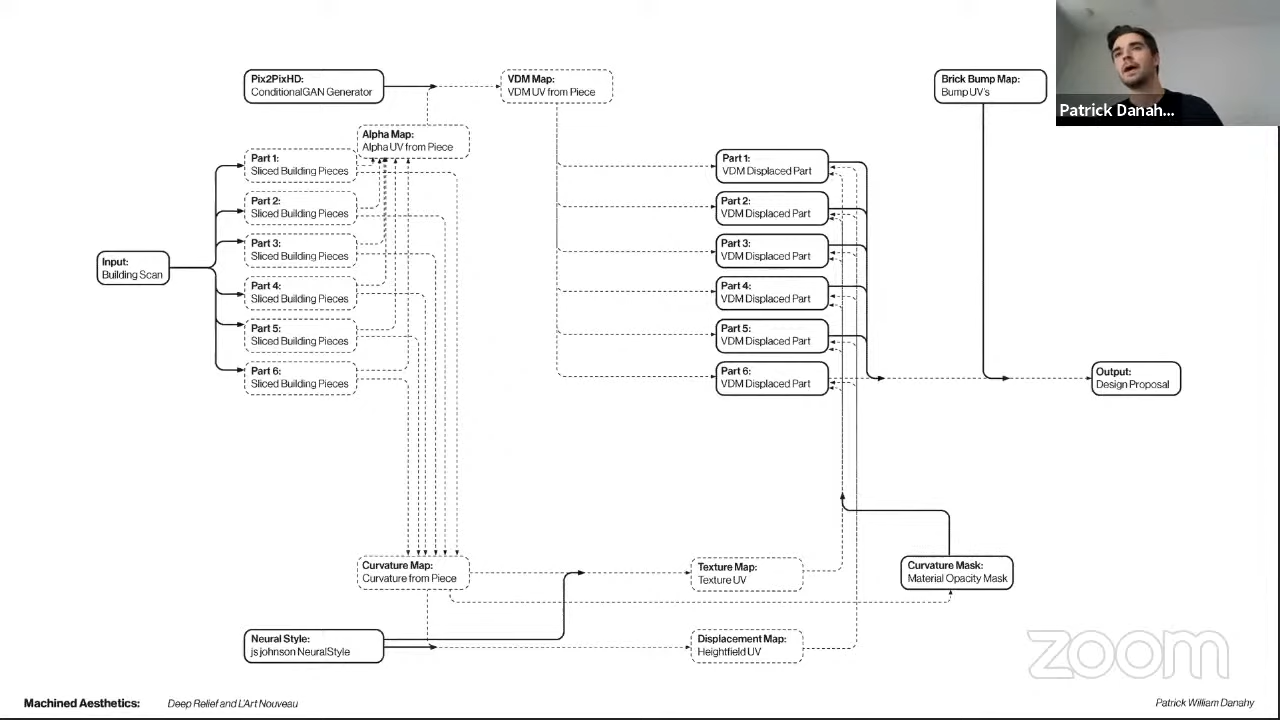 Pix2PixHD:
ConditionalGAN Generator
VDM Map:
VDM UV from Piece
Brick Bump Map:
Bump UV's
Patrick Danah...
Alpha Map:
Alpha UV from Piece
Part 1:
Sliced Building Pieces
Part 2:
Sliced Building Pieces
Part 3:
Sliced Building Pieces
Part 4:
Sliced Building Pieces
Part 5:
Sliced Building Pieces
Part 6:
Sliced Building Pieces
Input:
Building Scan
Part 1:
VDM Displaced Part
Part 2:
VDM Displaced Part
Part 3:
VDM Displaced Part
Part 4:
VDM Displaced Part
Part 5:
VDM Displaced Part
Part 6:
VDM Displaced Part
Output:
Design Proposal
Curvature Map:
Curvature from Piece
Texture Map:
Texture UV
Curvature Mask:
Material Opacity Mask
Neural Style:
jsjohnson NeuralStyle
Displacement Map:
Heightfield UV
zoom
Machined Aesthetics: Deep Relief and L'Art Nouveau
Patrick William Danahy